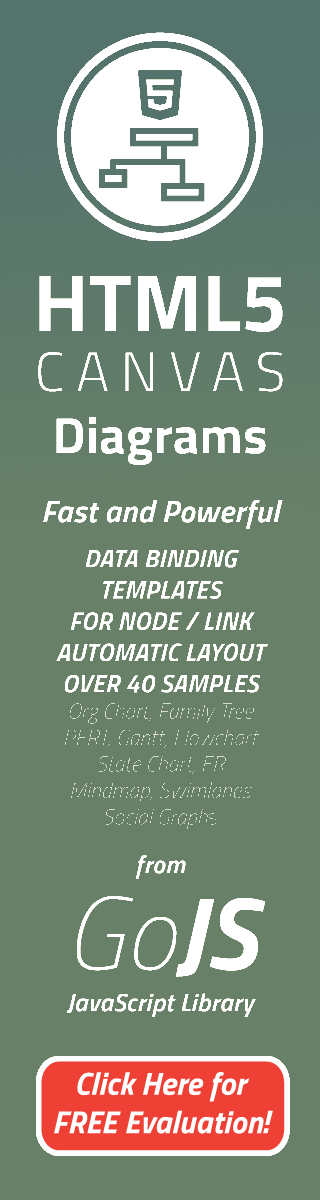 5
HTML5
CANVAS
Diagrams
Fast and Powerful
DATA BINDING
TEMPLATES
FOR NODE / LINK
AUTOMATIC LAYOUT
OVER 40 SAMPLES
Org Chart, Family Tree
PERT, Gantt, Flowchart
State Chart, ER
Mindmap, Swimlanes
Social Graphs
from
GoJS
JavaScript Library
Click Here for
FREE Evaluation!